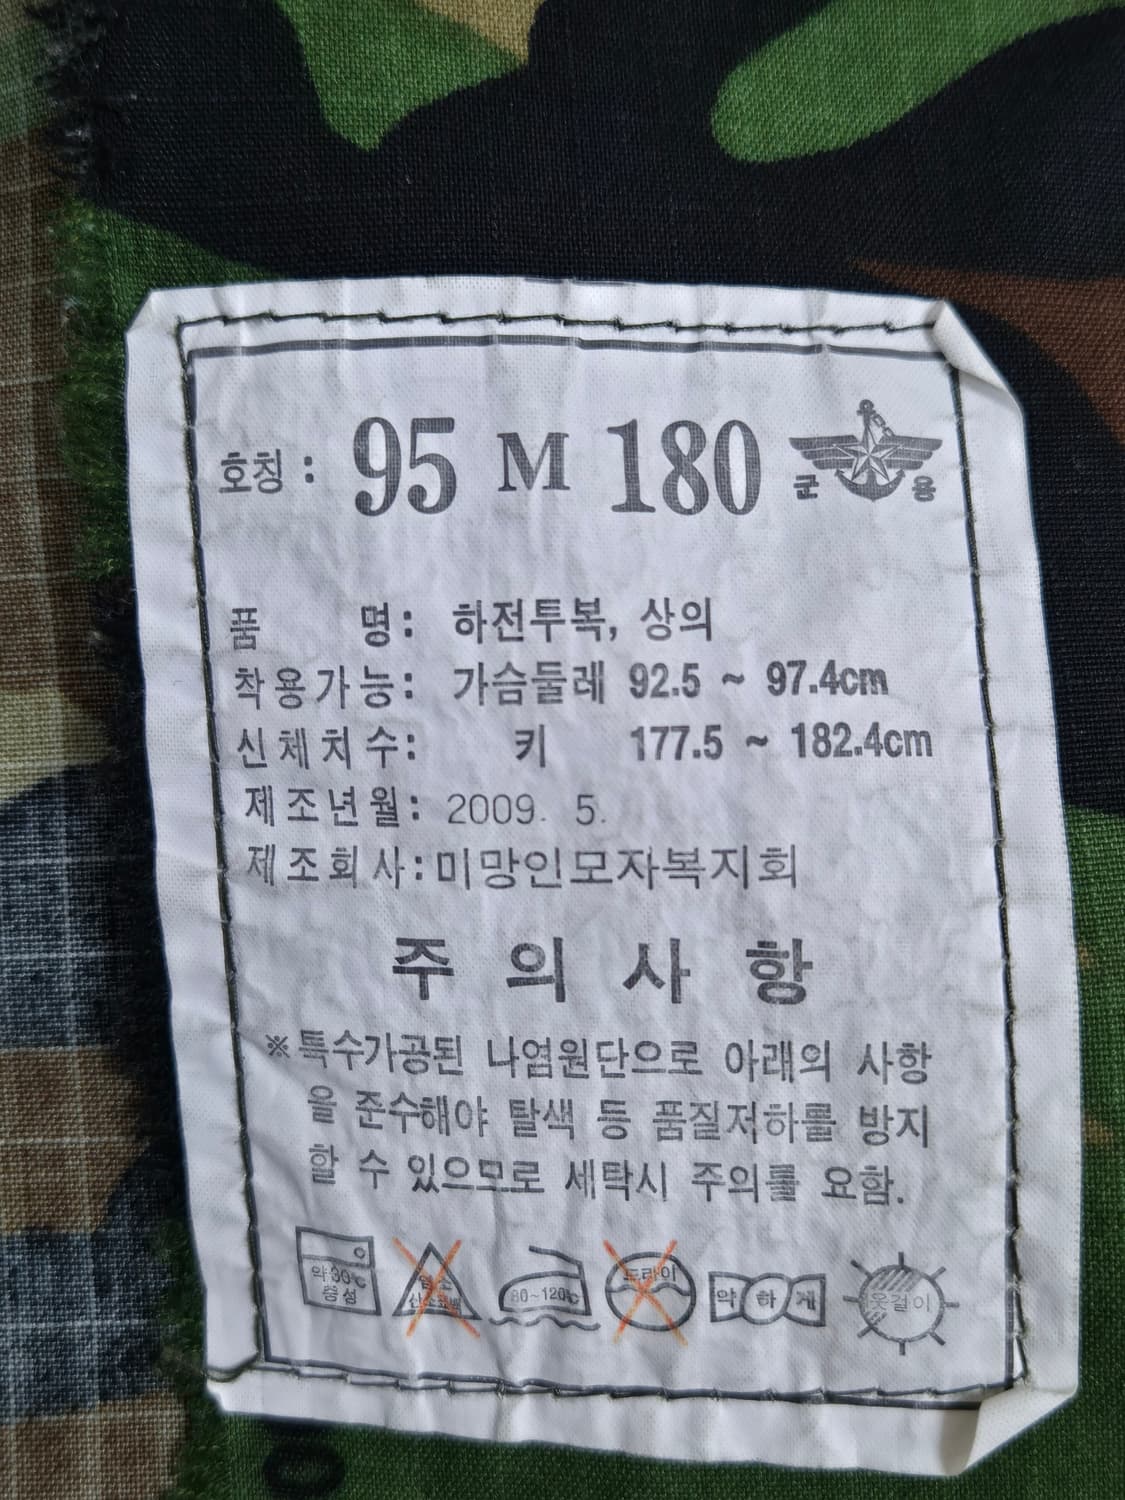 호칭 : 95 M 180
군 용
품 명: 하전투복, 상의
착용가능: 가슴둘레 92.5 ~ 97.4cm
신체치수: 키 177.5 ~ 182.4cm
제조년월: 2009. 5.
제조회사:미망인모자복지회
주 의 사 항
※특수가공된 나염원단으로 아래의 사항
을 준수해야 탈색 등 품질저하를 방지
할 수 있으므로 세탁시 주의를 요함.
약30℃
중성
80~120℃
드라이
약 하 게
옷걸이